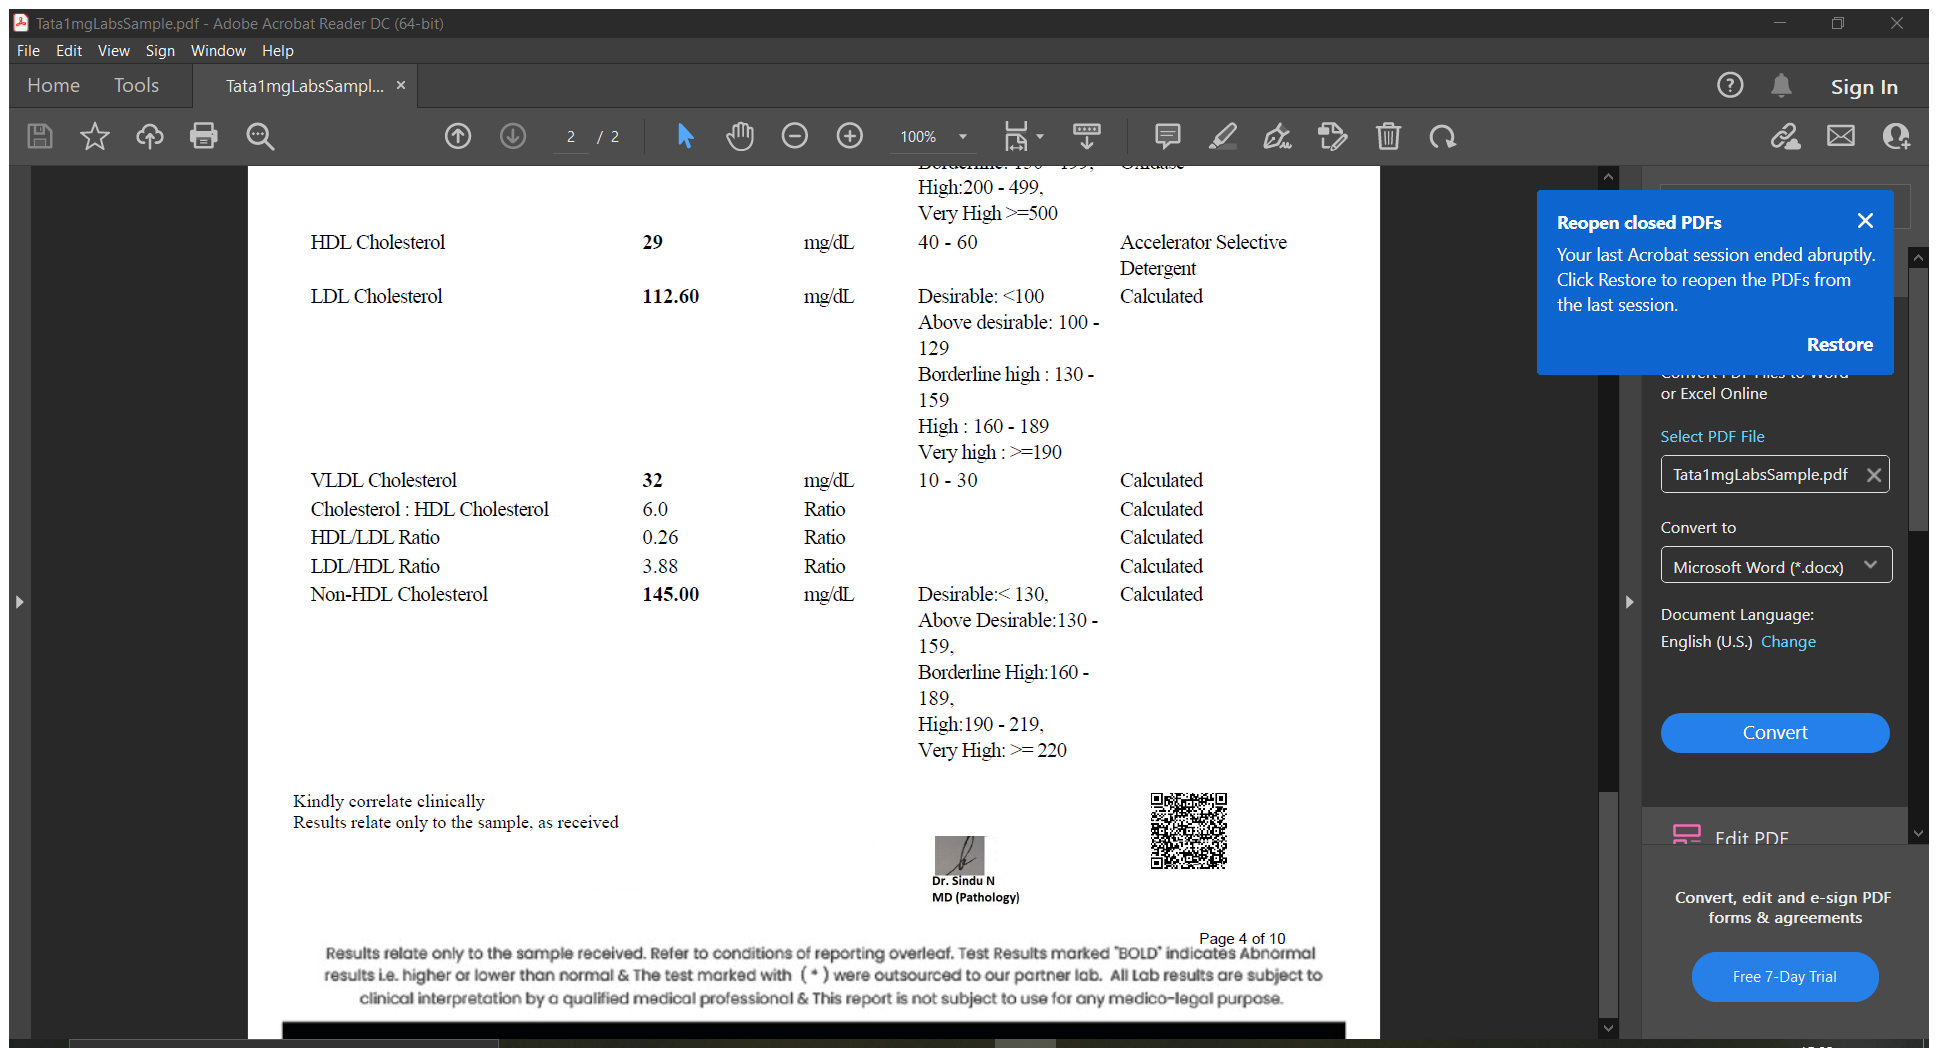 Tata1mgLabsSample.pdf - Adobe Acrobat Reader DC (64-bit)
File Edit View Sign Window Help
Home Tools Tata1mgLabsSampl... × Sign In
2 / 2 100%
Borderline: 150 - 199, Oxidase
High:200 - 499,
Very High >=500
HDL Cholesterol 29 mg/dL 40 - 60 Accelerator Selective
Detergent
LDL Cholesterol 112.60 mg/dL Desirable: <100 Calculated
Above desirable: 100 -
129
Borderline high : 130 -
159
High : 160 - 189
Very high : >=190
VLDL Cholesterol 32 mg/dL 10 - 30 Calculated
Cholesterol : HDL Cholesterol 6.0 Ratio Calculated
HDL/LDL Ratio 0.26 Ratio Calculated
LDL/HDL Ratio 3.88 Ratio Calculated
Non-HDL Cholesterol 145.00 mg/dL Desirable:< 130, Calculated
Above Desirable:130 -
159,
Borderline High:160 -
189,
High:190 - 219,
Very High: >= 220
Kindly correlate clinically
Results relate only to the sample, as received
Dr. Sindu N
MD (Pathology)
Page 4 of 10
Results relate only to the sample received. Refer to conditions of reporting overleaf. Test Results marked "BOLD" indicates Abnormal
results i.e. higher or lower than normal & The test marked with ( * ) were outsourced to our partner lab. All Lab results are subject to
clinical interpretation by a qualified medical professional & This report is not subject to use for any medico-legal purpose.
Reopen closed PDFs
Your last Acrobat session ended abruptly.
Click Restore to reopen the PDFs from
the last session.
Restore
Convert PDF Files to Word
or Excel Online
Select PDF File
Tata1mgLabsSample.pdf
Convert to
Microsoft Word (*.docx)
Document Language:
English (U.S.) Change
Convert
Edit PDF
Convert, edit and e-sign PDF
forms & agreements
Free 7-Day Trial